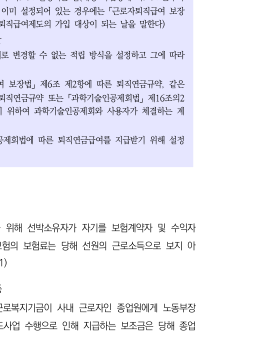 이미 설정되어 있는 경우에는 「근로자퇴직급여 보장
퇴직급여제도의 가입 대상이 되는 날을 말한다)
로 변경할 수 없는 적립 방식을 설정하고 그에 따라
여 보장법」 제6조 제2항에 따른 퇴직연금규약, 같은
퇴직연금규약 또는 「과학기술인공제회법」 제16조의2
기 위하여 과학기술인공제회와 사용자가 체결하는 계
공제회법에 따른 퇴직연금급여를 지급받기 위해 설정
위해 선박소유자가 자기를 보험계약자 및 수익자
보험의 보험료는 당해 선원의 근로소득으로 보지 아
1)
근로복지기금이 사내 근로자인 종업원에게 노동부장
도사업 수행으로 인해 지급하는 보조금은 당해 종업